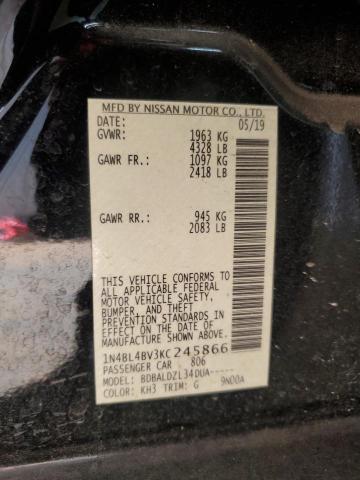 MFD BY NISSAN MOTOR CO., LTD.
DATE: 05/19
GVWR: 1963 KG
4328 LB
GAWR FR.: 1097 KG
2418 LB
GAWR RR.: 945 KG
2083 LB
THIS VEHICLE CONFORMS TO
ALL APPLICABLE FEDERAL
MOTOR VEHICLE SAFETY,
BUMPER, AND THEFT
PREVENTION STANDARDS IN
EFFECT ON THE DATE OF
MANUFACTURE SHOWN ABOVE.
1N4BL4BV3KC245866
PASSENGER CAR 806
MODEL: BDBALDZL34DUA-----
COLOR: KH3 TRIM: G 9N00A